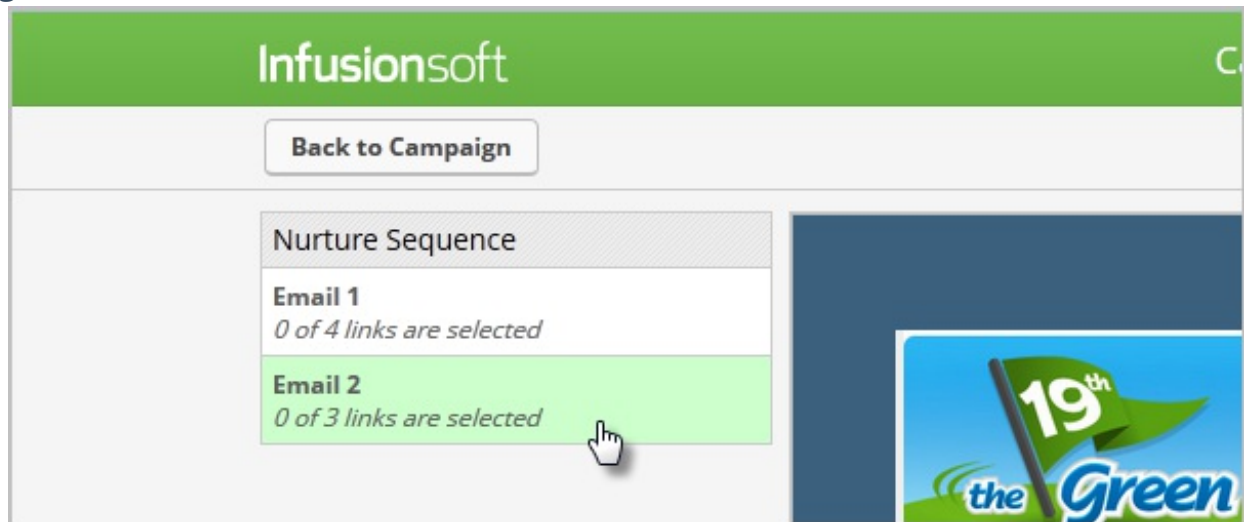 Infusionsoft
Back to Campaign
Nurture Sequence
Email 1
0 of 4 links are selected
Email 2
0 of 3 links are selected
19th
the Green